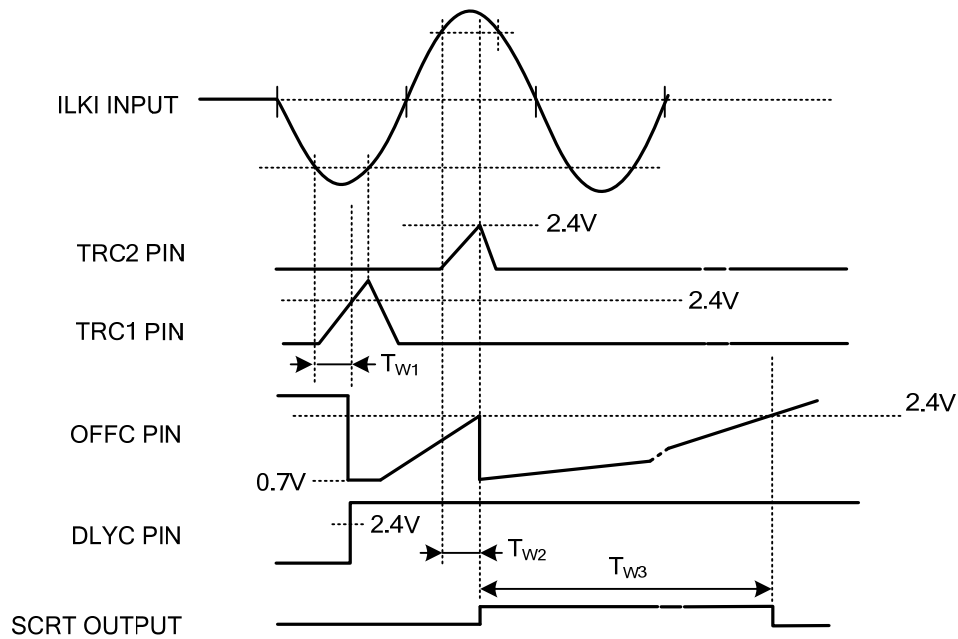 ILKI INPUT
TRC2 PIN
2.4V
TRC1 PIN
2.4V
TW1
OFFC PIN
2.4V
0.7V
DLYC PIN
2.4V
TW2
TW3
SCRT OUTPUT